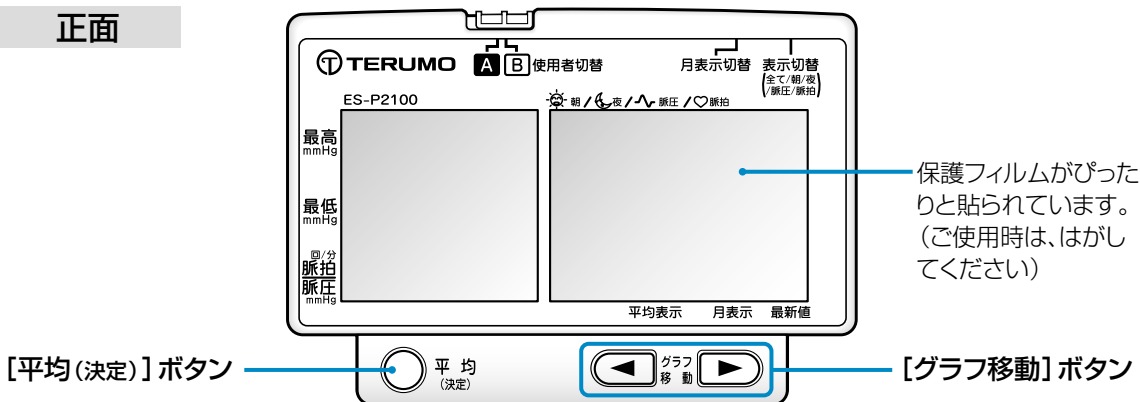 正面
TERUMO
A B 使用者切替
月表示切替
表示切替
(全て/朝/夜
/脈圧/脈拍)
ES-P2100
朝/夜/脈圧/脈拍
最高
mmHg
最低
mmHg
回/分
脈拍
脈圧
mmHg
保護フィルムがぴった
りと貼られています。
(ご使用時は、はがし
てください)
平均表示 月表示 最新値
[平均(決定)]ボタン
平 均
(決定)
◀ グラフ ▶
移 動
[グラフ移動]ボタン